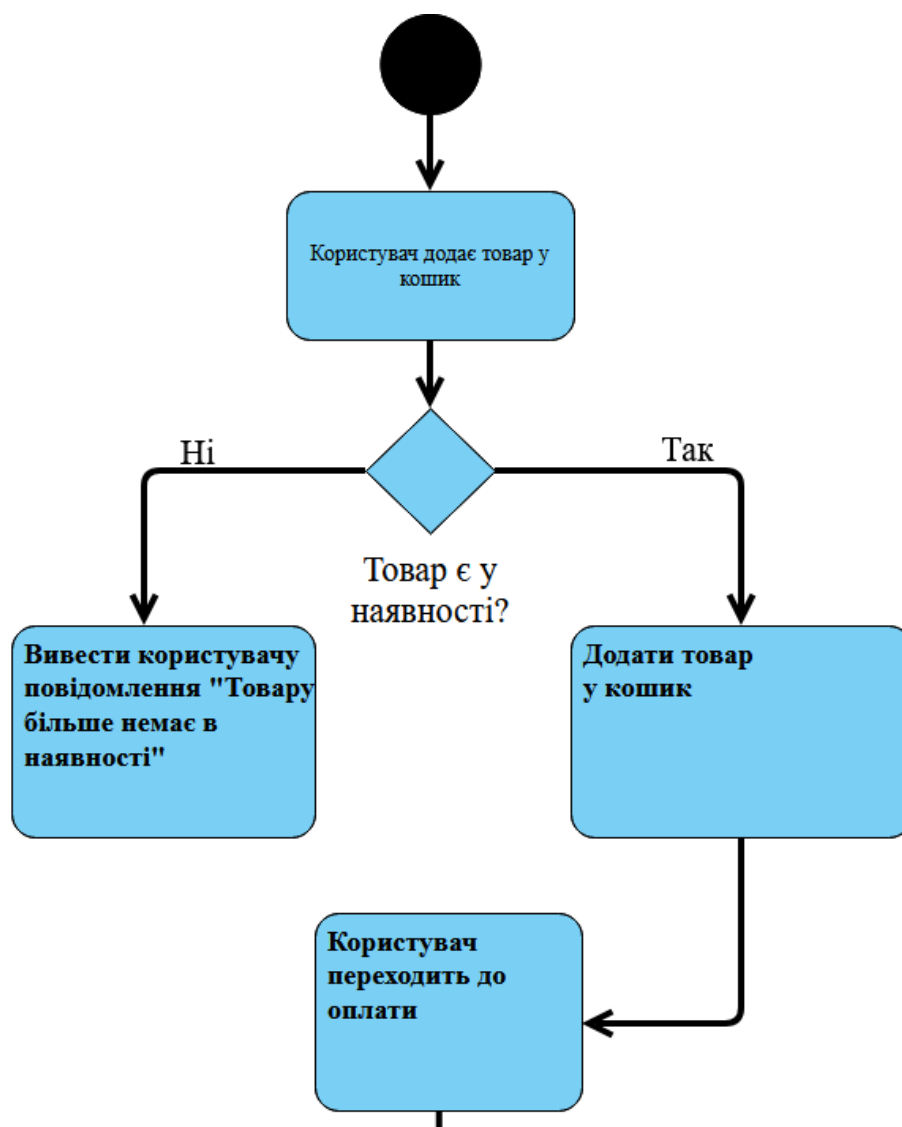 Користувач додає товар у
кошик
Ні
Так
Товар є у
наявності?
Вивести користувачу
повідомлення "Товару
більше немає в
наявності"
Додати товар
у кошик
Користувач
переходить до
оплати